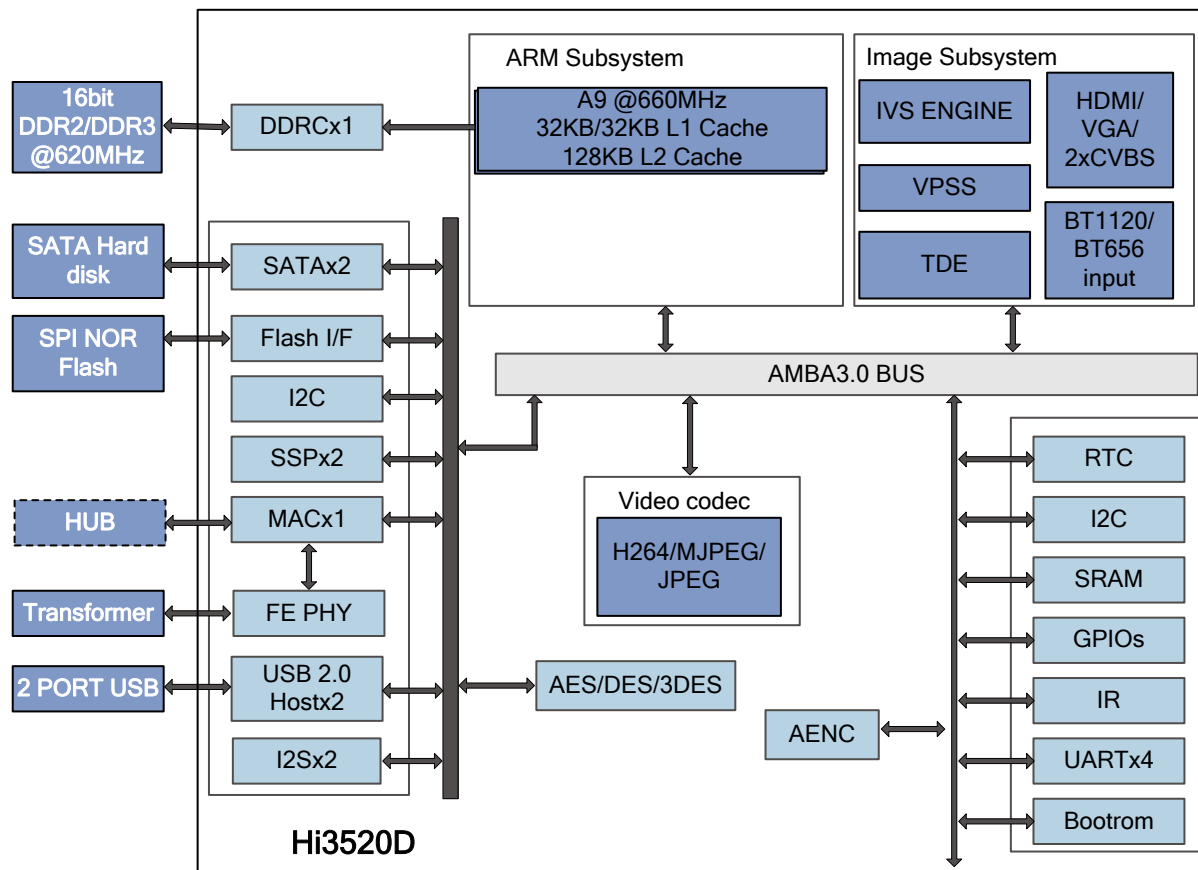 16bit
DDR2/DDR3
@620MHz
DDRCx1
ARM Subsystem
A9 @660MHz
32KB/32KB L1 Cache
128KB L2 Cache
Image Subsystem
IVS ENGINE
VPSS
TDE
HDMI/
VGA/
2xCVBS
BT1120/
BT656
input
SATA Hard
disk
SATAx2
SPI NOR
Flash
Flash I/F
I2C
SSPx2
HUB
MACx1
Transformer
FE PHY
2 PORT USB
USB 2.0
Hostx2
I2Sx2
AMBA3.0 BUS
Video codec
H264/MJPEG/
JPEG
AES/DES/3DES
AENC
RTC
I2C
SRAM
GPIOs
IR
UARTx4
Bootrom
Hi3520D